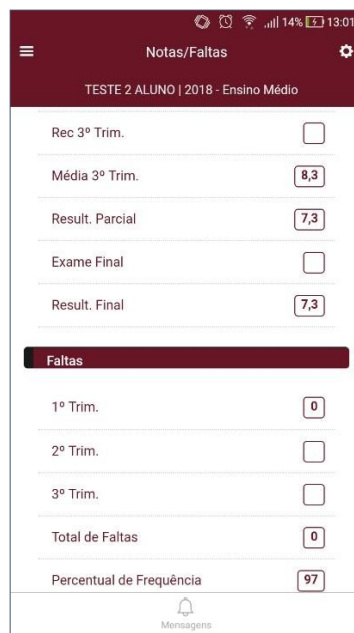 14% 13:01
Notas/Faltas
TESTE 2 ALUNO | 2018 - Ensino Médio
Rec 3º Trim.
Média 3º Trim. 8,3
Result. Parcial 7,3
Exame Final
Result. Final 7,3
Faltas
1º Trim. 0
2º Trim.
3º Trim.
Total de Faltas 0
Percentual de Frequência 97
Mensagens